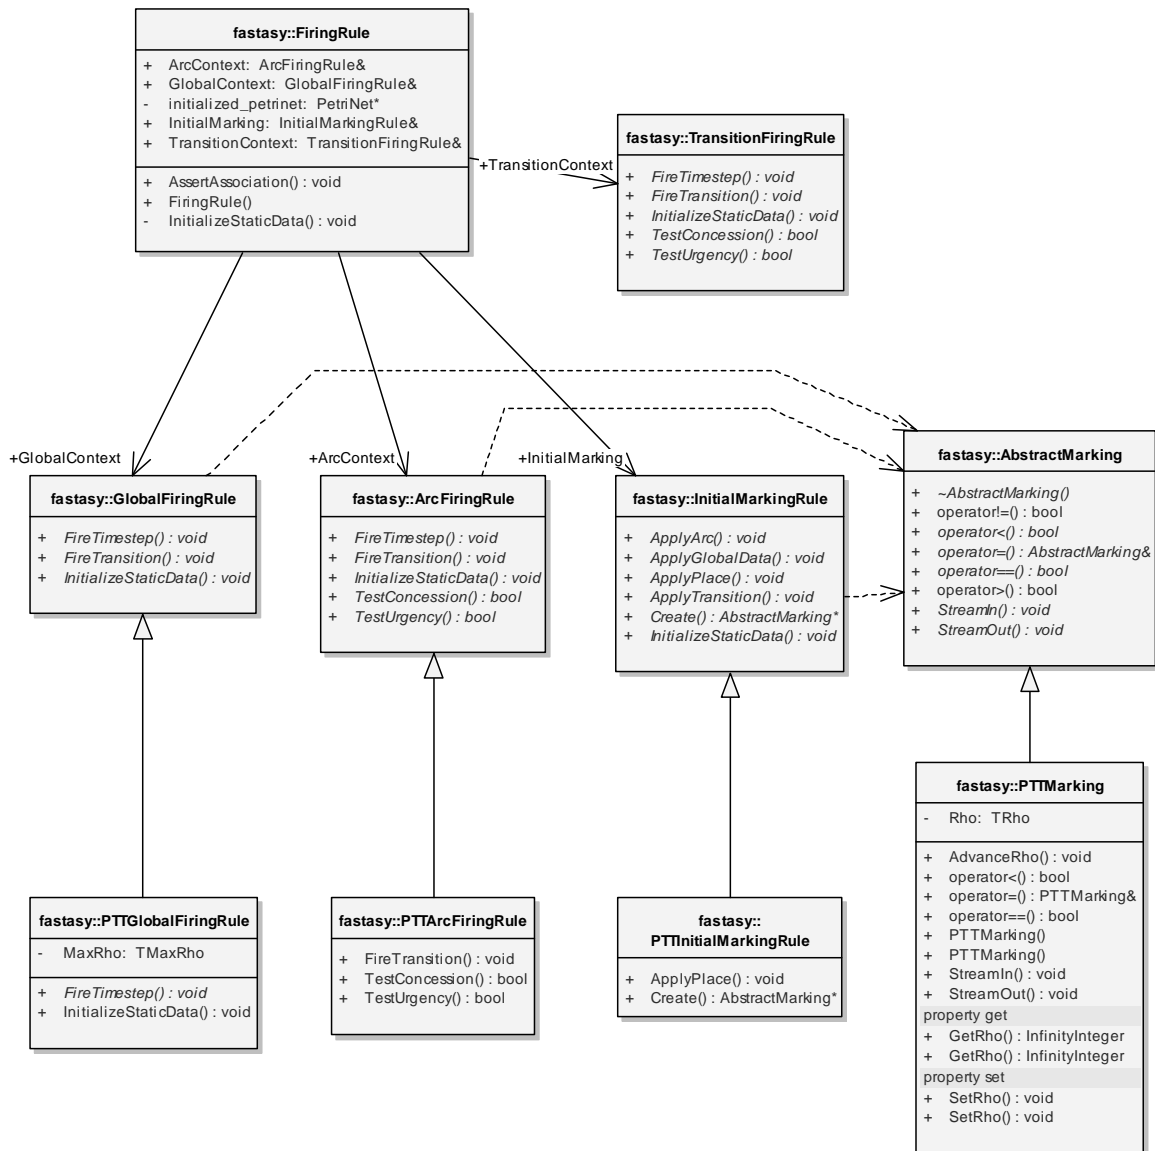 fastasy::FiringRule
+ ArcContext: ArcFiringRule&
+ GlobalContext: GlobalFiringRule&
- initialized_petrinet: PetriNet*
+ InitialMarking: InitialMarkingRule&
+ TransitionContext: TransitionFiringRule&
+ AssertAssociation() : void
+ FiringRule()
- InitializeStaticData() : void
+TransitionContext
fastasy::TransitionFiringRule
+ FireTimestep() : void
+ FireTransition() : void
+ InitializeStaticData() : void
+ TestConcession() : bool
+ TestUrgency() : bool
+GlobalContext
+ArcContext
+InitialMarking
fastasy::GlobalFiringRule
+ FireTimestep() : void
+ FireTransition() : void
+ InitializeStaticData() : void
fastasy::ArcFiringRule
+ FireTimestep() : void
+ FireTransition() : void
+ InitializeStaticData() : void
+ TestConcession() : bool
+ TestUrgency() : bool
fastasy::InitialMarkingRule
+ ApplyArc() : void
+ ApplyGlobalData() : void
+ ApplyPlace() : void
+ ApplyTransition() : void
+ Create() : AbstractMarking*
+ InitializeStaticData() : void
fastasy::AbstractMarking
+ ~AbstractMarking()
+ operator!=() : bool
+ operator<() : bool
+ operator=() : AbstractMarking&
+ operator==() : bool
+ operator>() : bool
+ StreamIn() : void
+ StreamOut() : void
fastasy::PTTGlobalFiringRule
- MaxRho: TMaxRho
+ FireTimestep() : void
+ InitializeStaticData() : void
fastasy::PTTArcFiringRule
+ FireTransition() : void
+ TestConcession() : bool
+ TestUrgency() : bool
fastasy::
PTTInitialMarkingRule
+ ApplyPlace() : void
+ Create() : AbstractMarking*
fastasy::PTTMarking
- Rho: TRho
+ AdvanceRho() : void
+ operator<() : bool
+ operator=() : PTTMarking&
+ operator==() : bool
+ PTTMarking()
+ PTTMarking()
+ StreamIn() : void
+ StreamOut() : void
property get
+ GetRho() : InfinityInteger
+ GetRho() : InfinityInteger
property set
+ SetRho() : void
+ SetRho() : void